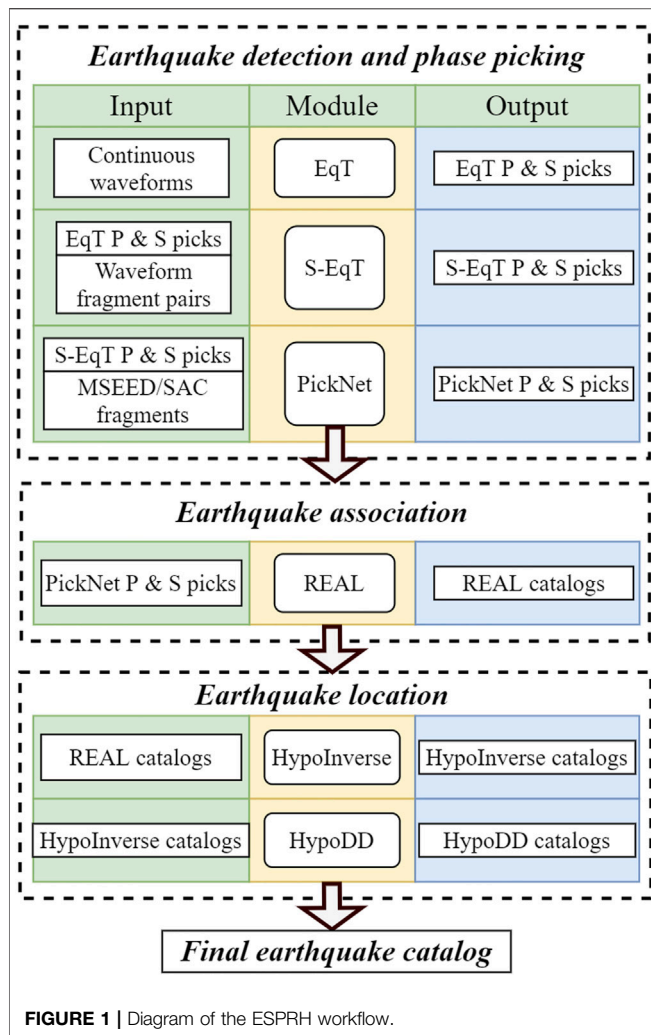 Earthquake detection and phase picking
Input Module Output
Continuous
waveforms
EqT
EqT P & S picks
EqT P & S picks
Waveform
fragment pairs
S-EqT
S-EqT P & S picks
S-EqT P & S picks
MSEED/SAC
fragments
PickNet
PickNet P & S picks
Earthquake association
PickNet P & S picks
REAL
REAL catalogs
Earthquake location
REAL catalogs
HypoInverse
HypoInverse catalogs
HypoInverse catalogs
HypoDD
HypoDD catalogs
Final earthquake catalog
FIGURE 1 | Diagram of the ESPRH workflow.